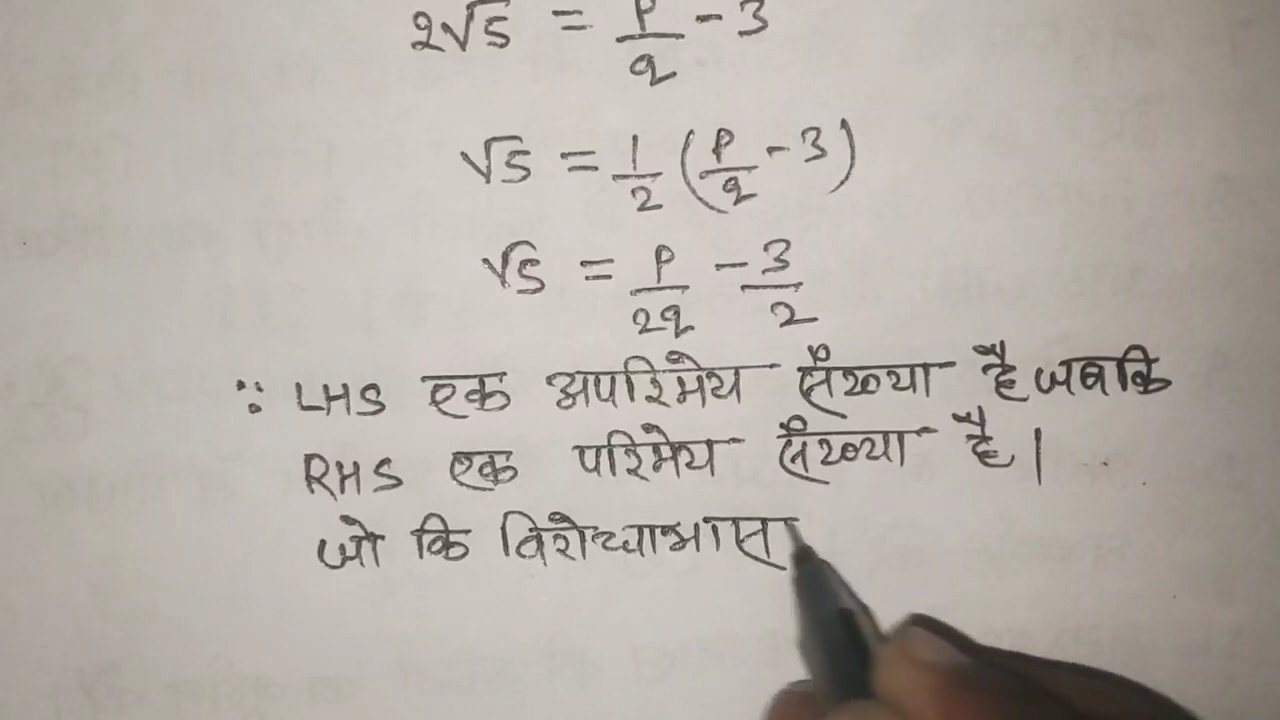 2√5 = p/q - 3
√5 = 1/2 (p/q - 3)
√5 = p/2q - 3/2
∵ LHS एक अपरिमेय संख्या है जबकि
RHS एक परिमेय संख्या है।
जो कि विरोधाभास